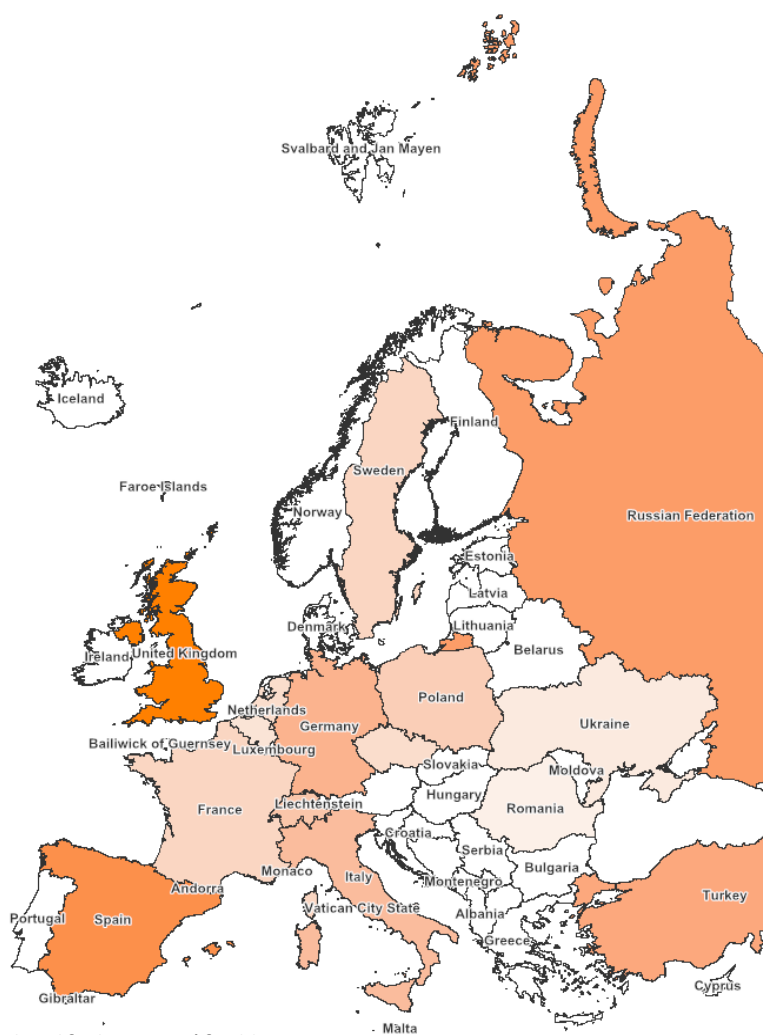 Svalbard and Jan Mayen
Iceland
Finland
Sweden
Faroe Islands
Norway
Russian Federation
Estonia
Latvia
Lithuania
Denmark
Belarus
Ireland
United Kingdom
Poland
Netherlands
Germany
Ukraine
Bailiwick of Guernsey
Luxembourg
Slovakia
Moldova
Hungary
France
Liechtenstein
Romania
Croatia
Serbia
Bulgaria
Monaco
Italy
Andorra
Montenegro
Turkey
Vatican City State
Portugal
Spain
Albania
Greece
Cyprus
Gibraltar
Malta